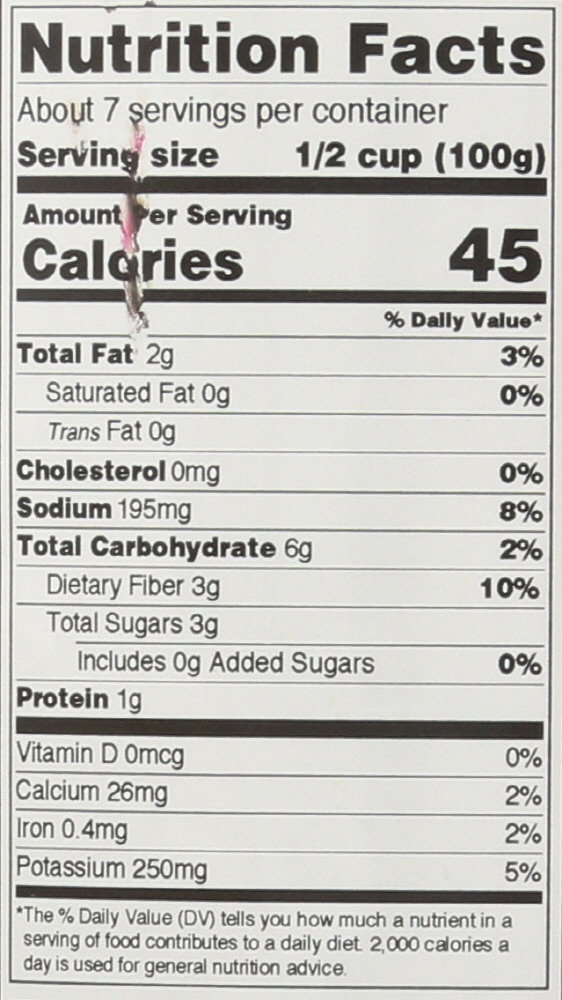 Nutrition Facts
About 7 servings per container
Serving size 1/2 cup (100g)
Amount Per Serving
Calories 45
% Daily Value*
Total Fat 2g 3%
Saturated Fat 0g 0%
Trans Fat 0g
Cholesterol 0mg 0%
Sodium 195mg 8%
Total Carbohydrate 6g 2%
Dietary Fiber 3g 10%
Total Sugars 3g
Includes 0g Added Sugars 0%
Protein 1g
Vitamin D 0mcg 0%
Calcium 26mg 2%
Iron 0.4mg 2%
Potassium 250mg 5%
*The % Daily Value (DV) tells you how much a nutrient in a
serving of food contributes to a daily diet. 2,000 calories a
day is used for general nutrition advice.